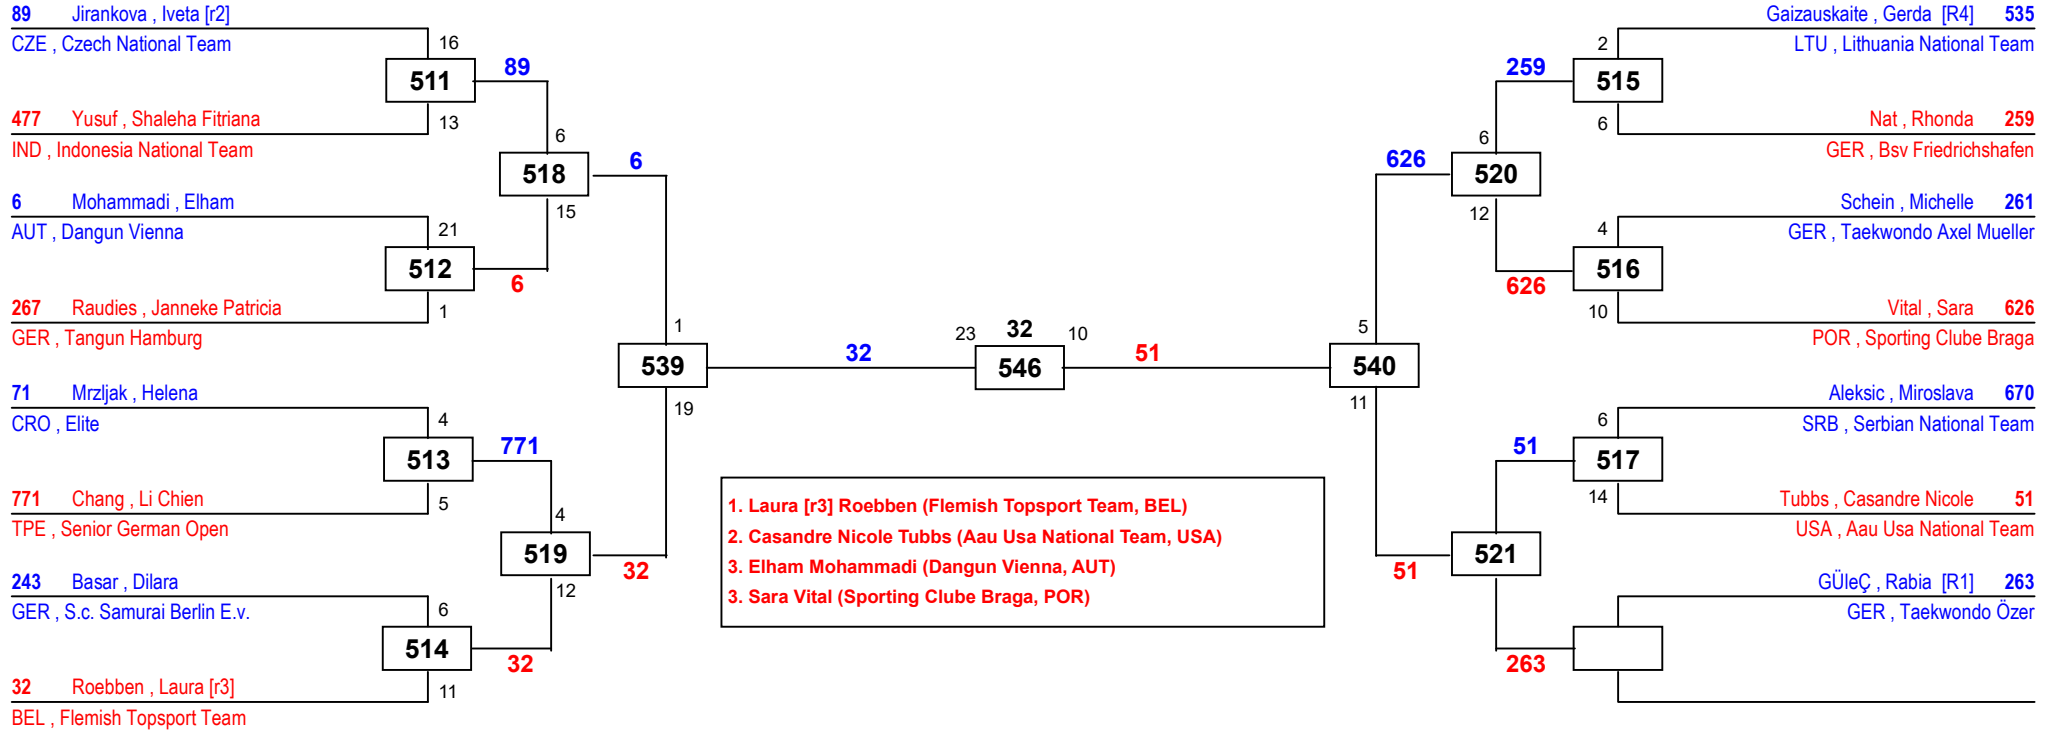 89 Jirankova , Iveta [r2]
CZE , Czech National Team
16
511
89
477 Yusuf , Shaleha Fitriana
13
IND , Indonesia National Team
6
518
6
6 Mohammadi , Elham
15
AUT , Dangun Vienna
21
512
6
267 Raudies , Janneke Patricia
1
GER , Tangun Hamburg
1
539
32
19
71 Mrzljak , Helena
CRO , Elite
4
513
771
771 Chang , Li Chien
5
TPE , Senior German Open
4
519
32
12
243 Basar , Dilara
GER , S.c. Samurai Berlin E.v.
6
514
32
32 Roebben , Laura [r3]
11
BEL , Flemish Topsport Team
23 32 10
546
51
1. Laura [r3] Roebben (Flemish Topsport Team, BEL)
2. Casandre Nicole Tubbs (Aau Usa National Team, USA)
3. Elham Mohammadi (Dangun Vienna, AUT)
3. Sara Vital (Sporting Clube Braga, POR)
Gaizauskaite , Gerda [R4] 535
2
LTU , Lithuania National Team
259
515
Nat , Rhonda 259
6
GER , Bsv Friedrichshafen
6
626
520
12
Schein , Michelle 261
4
GER , Taekwondo Axel Mueller
516
626
Vital , Sara 626
10
POR , Sporting Clube Braga
5
540
11
Aleksic , Miroslava 670
6
SRB , Serbian National Team
51
517
14
Tubbs , Casandre Nicole 51
USA , Aau Usa National Team
521
51
GÜleÇ , Rabia [R1] 263
GER , Taekwondo Özer
263